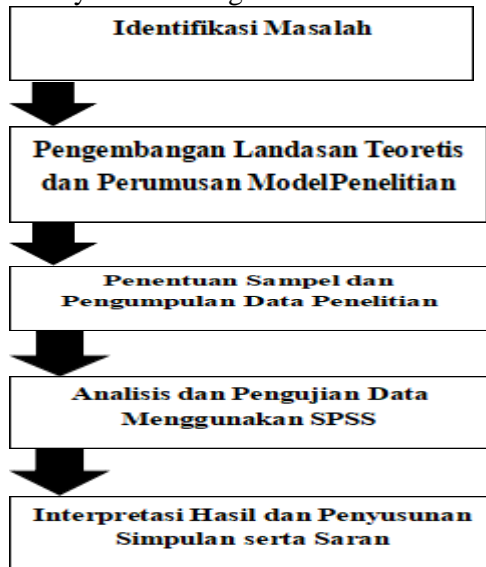 Identifikasi Masalah
Pengembangan Landasan Teoretis
dan Perumusan ModelPenelitian
Penentuan Sampel dan
Pengumpulan Data Penelitian
Analisis dan Pengujian Data
Menggunakan SPSS
Interpretasi Hasil dan Penyusunan
Simpulan serta Saran